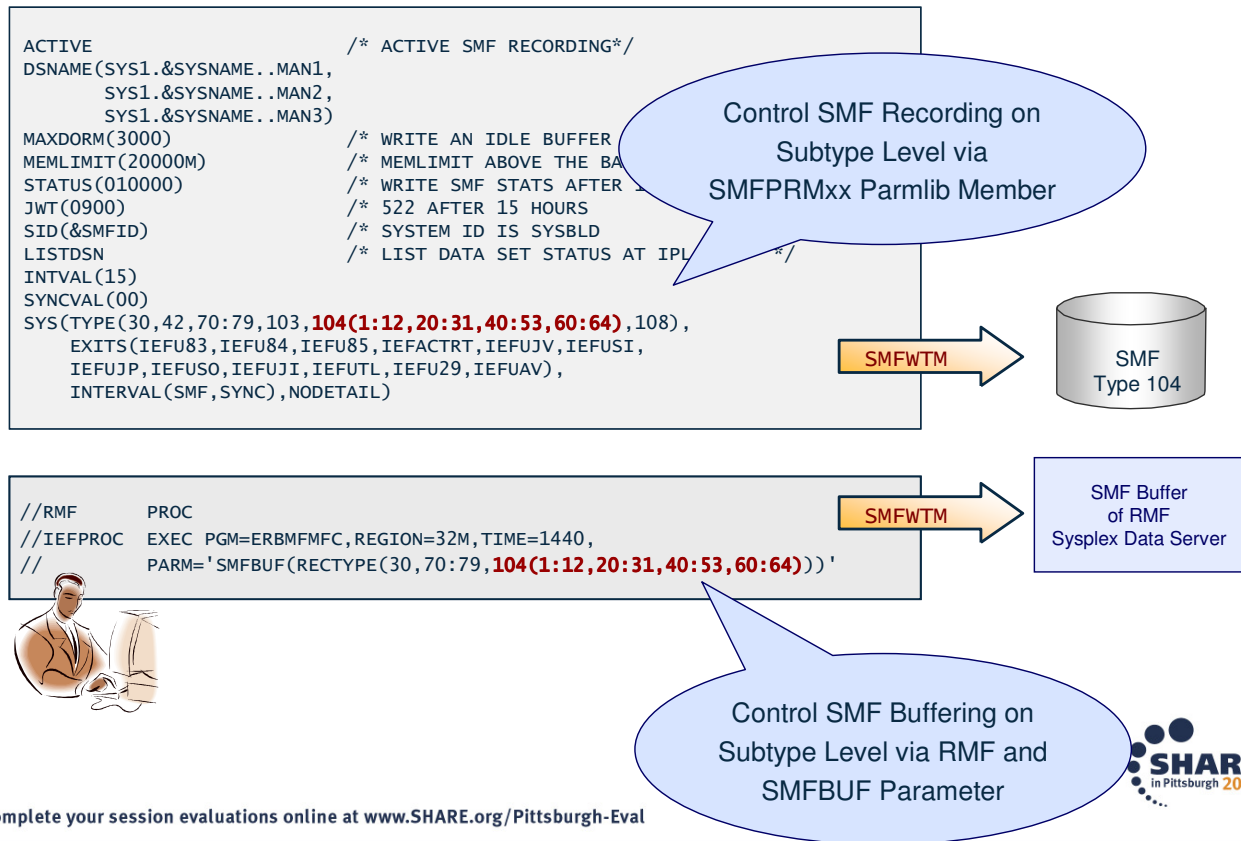 ACTIVE /* ACTIVE SMF RECORDING*/
DSNAME(SYS1.&SYSNAME..MAN1,
SYS1.&SYSNAME..MAN2,
SYS1.&SYSNAME..MAN3)
MAXDORM(3000) /* WRITE AN IDLE BUFFER
MEMLIMIT(20000M) /* MEMLIMIT ABOVE THE
STATUS(010000) /* WRITE SMF STATS AFTER
JWT(0900) /* 522 AFTER 15 HOURS
SID(&SMFID) /* SYSTEM ID IS SYSBLD
LISTDSN /* LIST DATA SET STATUS AT IPL */
INTVAL(15)
SYNCVAL(00)
SYS(TYPE(30,42,70:79,103,104(1:12,20:31,40:53,60:64),108),
EXITS(IEFU83,IEFU84,IEFU85,IEFACTRT,IEFUJV,IEFUSI,
IEFUJP,IEFUSO,IEFUJI,IEFUTL,IEFU29,IEFUAV),
INTERVAL(SMF,SYNC),NODETAIL)
Control SMF Recording on
Subtype Level via
SMFPRMxx Parmlib Member
SMFWTM
SMF
Type 104
//RMF PROC
//IEFPROC EXEC PGM=ERBMFMFC,REGION=32M,TIME=1440,
// PARM='SMFBUF(RECTYPE(30,70:79,104(1:12,20:31,40:53,60:64)))'
SMFWTM
SMF Buffer
of RMF
Sysplex Data Server
Control SMF Buffering on
Subtype Level via RMF and
SMFBUF Parameter
SHAR
in Pittsburgh 20
omplete your session evaluations online at www.SHARE.org/Pittsburgh-Eval